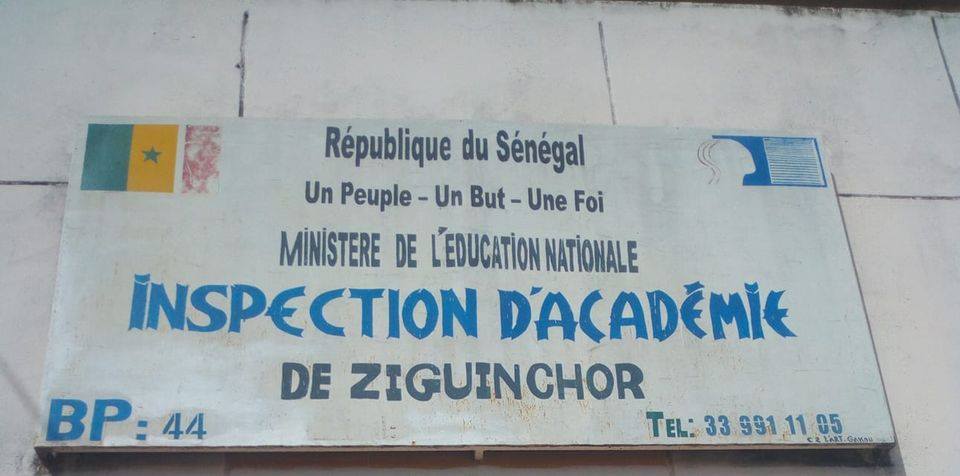 République du Sénégal
Un Peuple – Un But – Une Foi
MINISTERE DE L'ÉDUCATION NATIONALE
INSPECTION D'ACADÉMIE
DE ZIGUINCHOR
BP: 44
TEL: 33 991 11 05